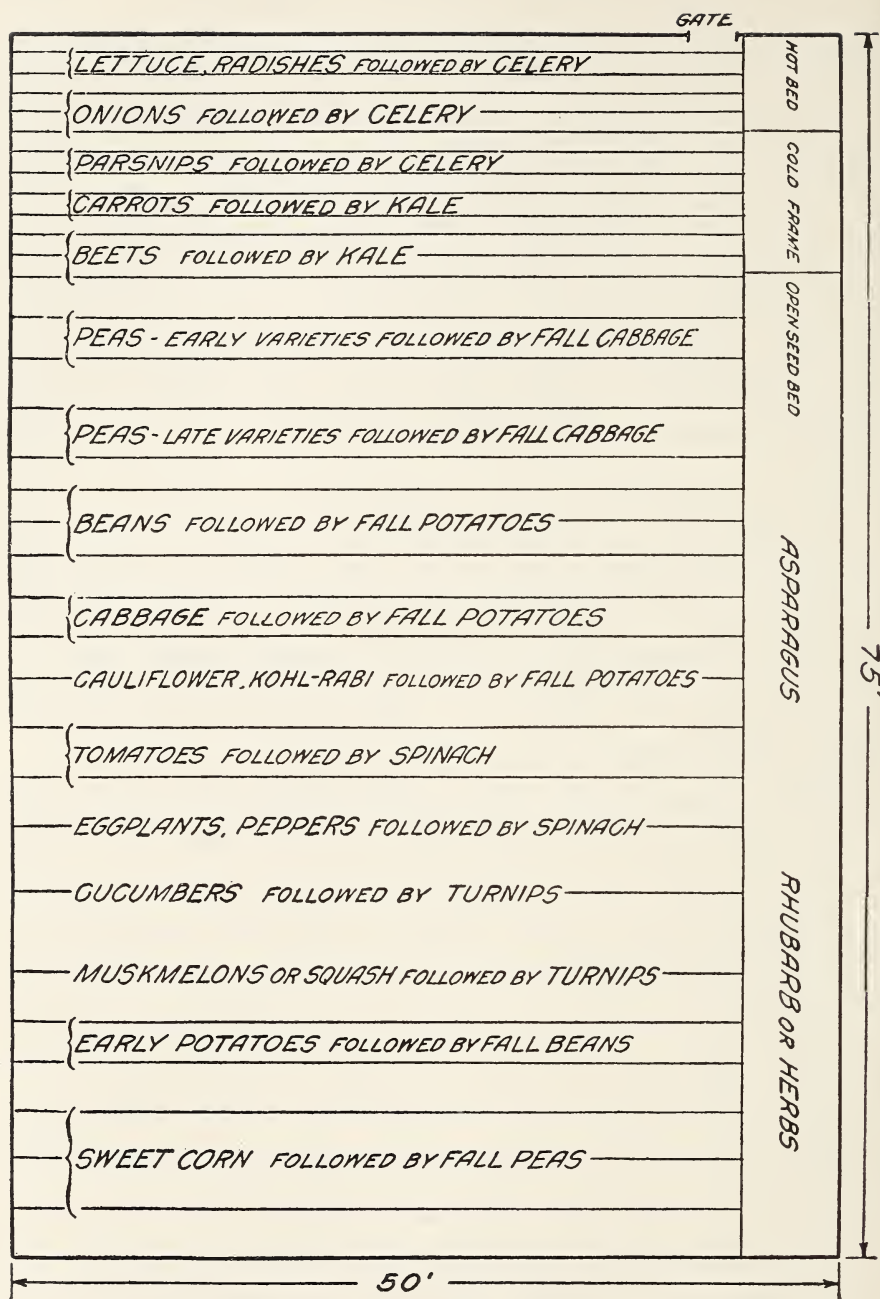 GATE
LETTUCE, RADISHES FOLLOWED BY CELERY
ONIONS FOLLOWED BY CELERY
PARSNIPS FOLLOWED BY CELERY
CARROTS FOLLOWED BY KALE
BEETS FOLLOWED BY KALE
PEAS - EARLY VARIETIES FOLLOWED BY FALL CABBAGE
PEAS - LATE VARIETIES FOLLOWED BY FALL CABBAGE
BEANS FOLLOWED BY FALL POTATOES
CABBAGE FOLLOWED BY FALL POTATOES
CAULIFLOWER, KOHL-RABI FOLLOWED BY FALL POTATOES
TOMATOES FOLLOWED BY SPINACH
EGGPLANTS, PEPPERS FOLLOWED BY SPINACH
CUCUMBERS FOLLOWED BY TURNIPS
MUSKMELONS OR SQUASH FOLLOWED BY TURNIPS
EARLY POTATOES FOLLOWED BY FALL BEANS
SWEET CORN FOLLOWED BY FALL PEAS
HOT BED
COLD FRAME
OPEN SEED BED
ASPARAGUS
RHUBARB OR HERBS
75'
50'